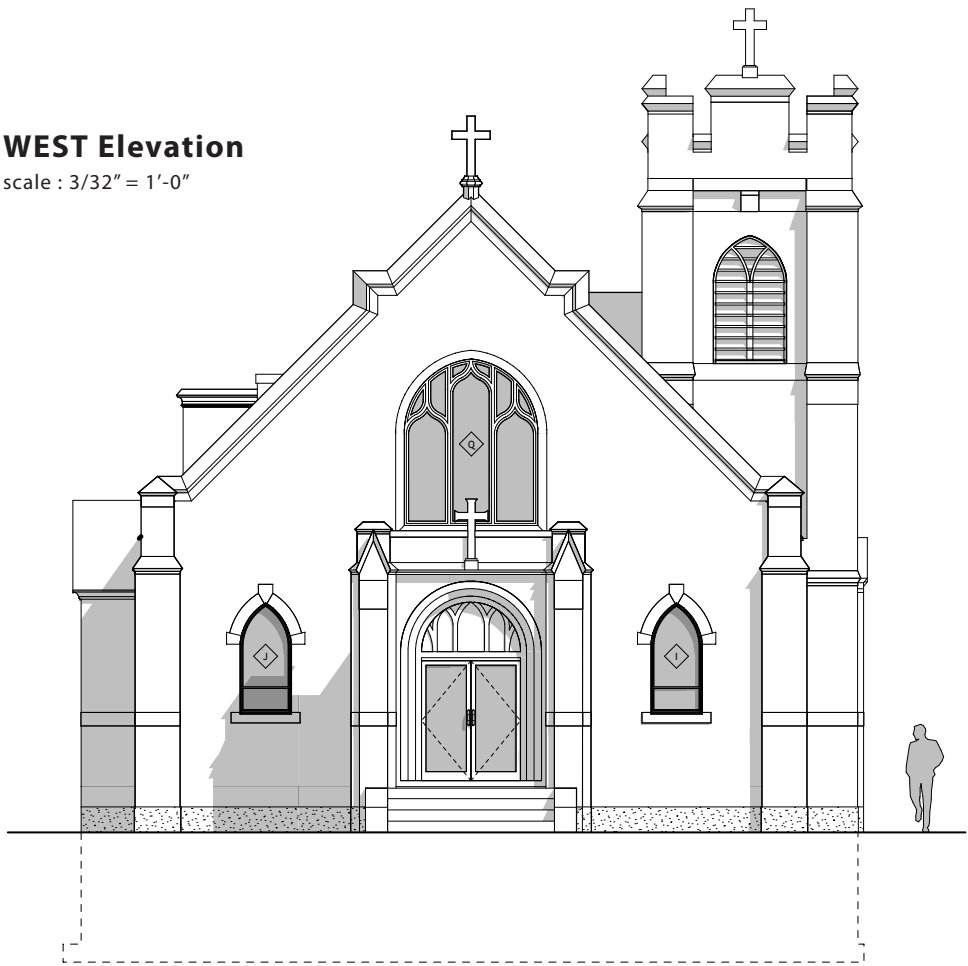 WEST Elevation
scale : 3/32” = 1’-0”
Q
J
I